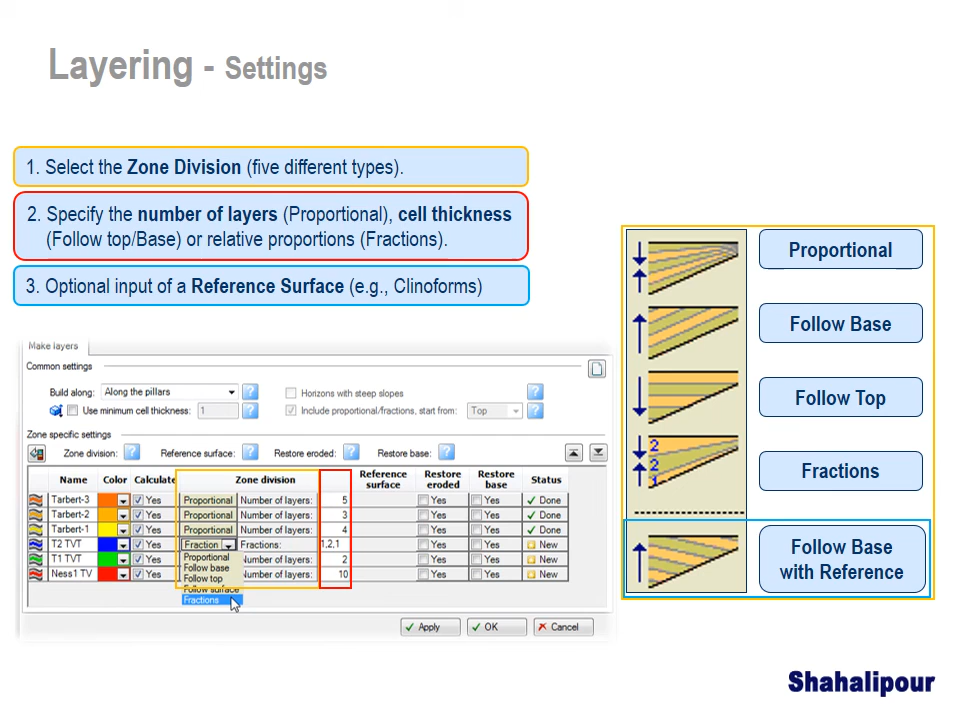 Layering - Settings
1. Select the Zone Division (five different types).
2. Specify the number of layers (Proportional), cell thickness
(Follow top/Base) or relative proportions (Fractions).
3. Optional input of a Reference Surface (e.g., Clinoforms)
Proportional
Follow Base
Follow Top
2
2
1
Fractions
Follow Base
with Reference
Make layers
Common settings
Build along: Along the pillars ? Horizons with steep slopes ?
Use minimum cell thickness: 1 ? Include proportional/fractions, start from: Top ?
Zone specific settings
Zone division: ? Reference surface: ? Restore eroded: ? Restore base: ?
Name Color Calculate Zone division Reference surface Restore eroded Restore base Status
Tarbert-3 Yes Proportional Number of layers: 5 Yes Yes Done
Tarbert-2 Yes Proportional Number of layers: 3 Yes Yes Done
Tarbert-1 Yes Proportional Number of layers: 4 Yes Yes Done
T2 TVT Yes Fraction Fractions: 1,2,1 Yes Yes New
T1 TVT Yes Proportional Number of layers: 2 Yes Yes New
Ness1 TV Yes Number of layers: 10 Yes Yes New
Follow base
Follow top
Follow surface
Fractions
Apply OK Cancel
Shahalipour